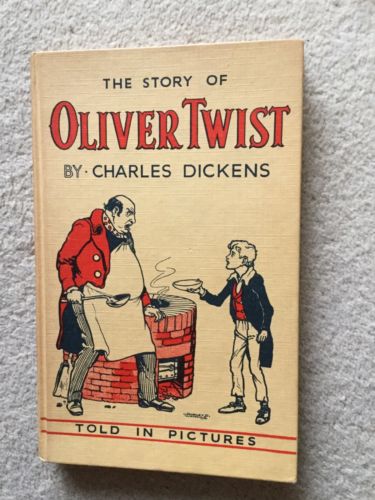 THE STORY OF
OLIVER TWIST
BY · CHARLES DICKENS
TOLD IN PICTURES